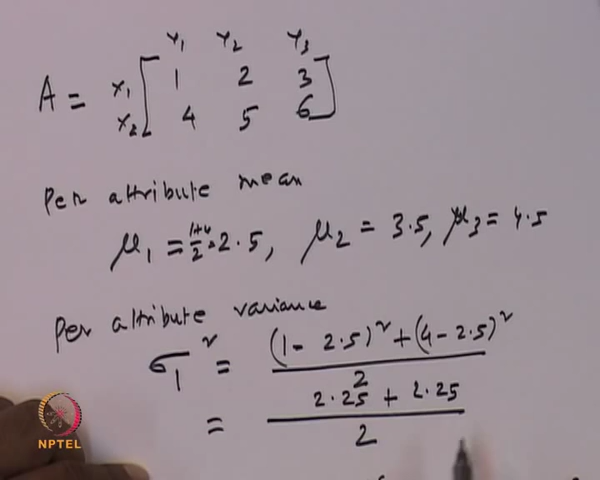 Y₁ Y₂ Y₃
A = X₁ [ 1 2 3 ]
X₂ [ 4 5 6 ]
Per attribute mean
μ₁ = (1+4)/2 = 2.5, μ₂ = 3.5, μ₃ = 4.5
Per attribute variance
σ₁² = ((1 - 2.5)² + (4 - 2.5)²) / 2
= (2.25 + 2.25) / 2
NPTEL